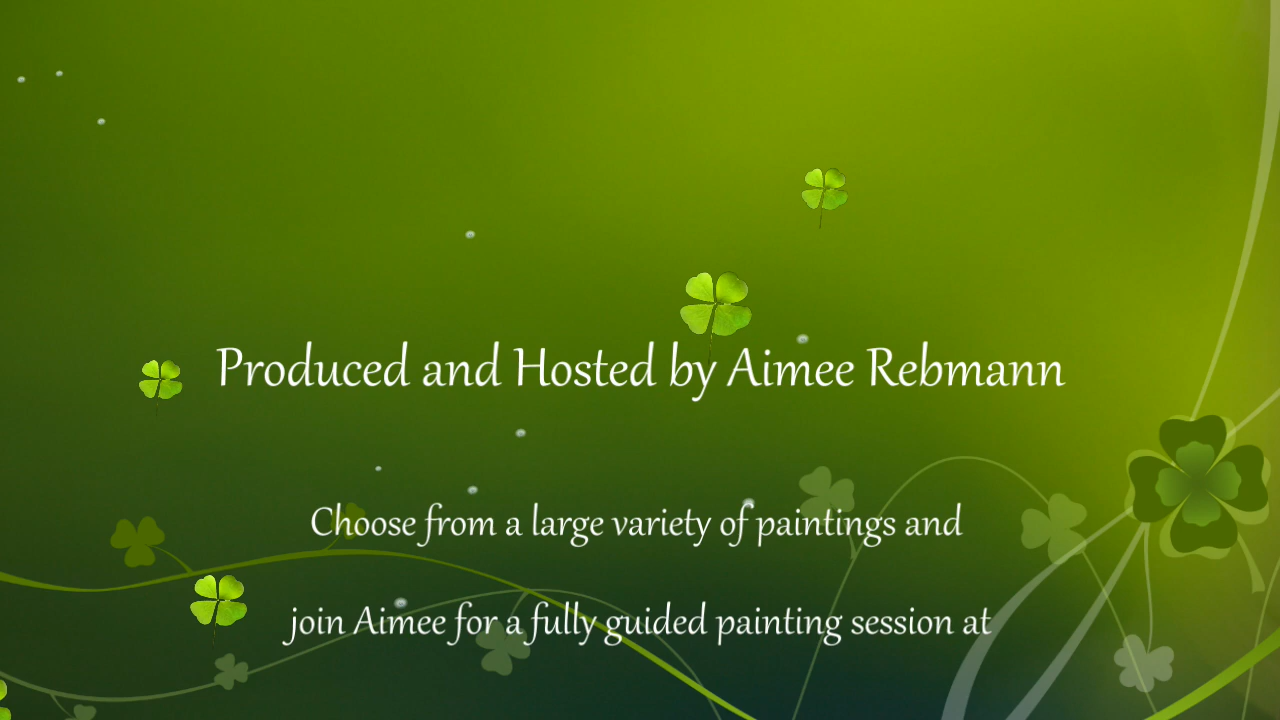 Produced and Hosted by Aimee Rebmann
Choose from a large variety of paintings and
join Aimee for a fully guided painting session at